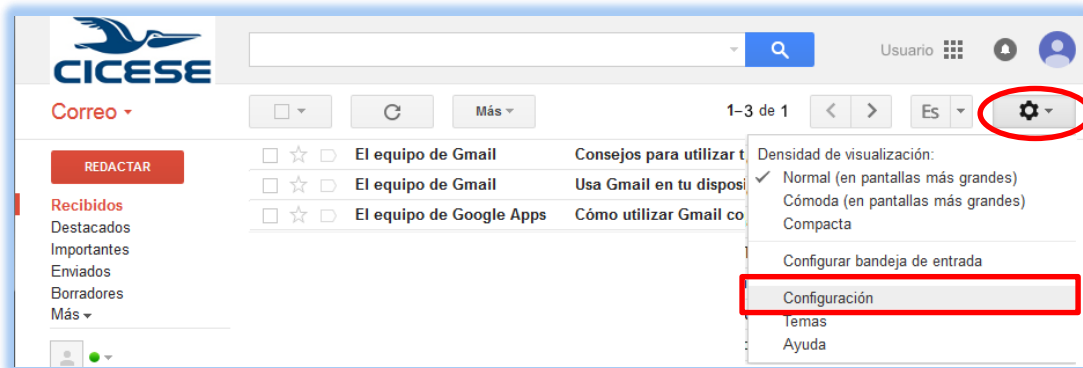 CICESE
Usuario
Correo
Más
1–3 de 1
Es
REDACTAR
El equipo de Gmail Consejos para utilizar t
El equipo de Gmail Usa Gmail en tu disposi
El equipo de Google Apps Cómo utilizar Gmail co
Recibidos
Destacados
Importantes
Enviados
Borradores
Más
Densidad de visualización:
Normal (en pantallas más grandes)
Cómoda (en pantallas más grandes)
Compacta
Configurar bandeja de entrada
Configuración
Temas
Ayuda